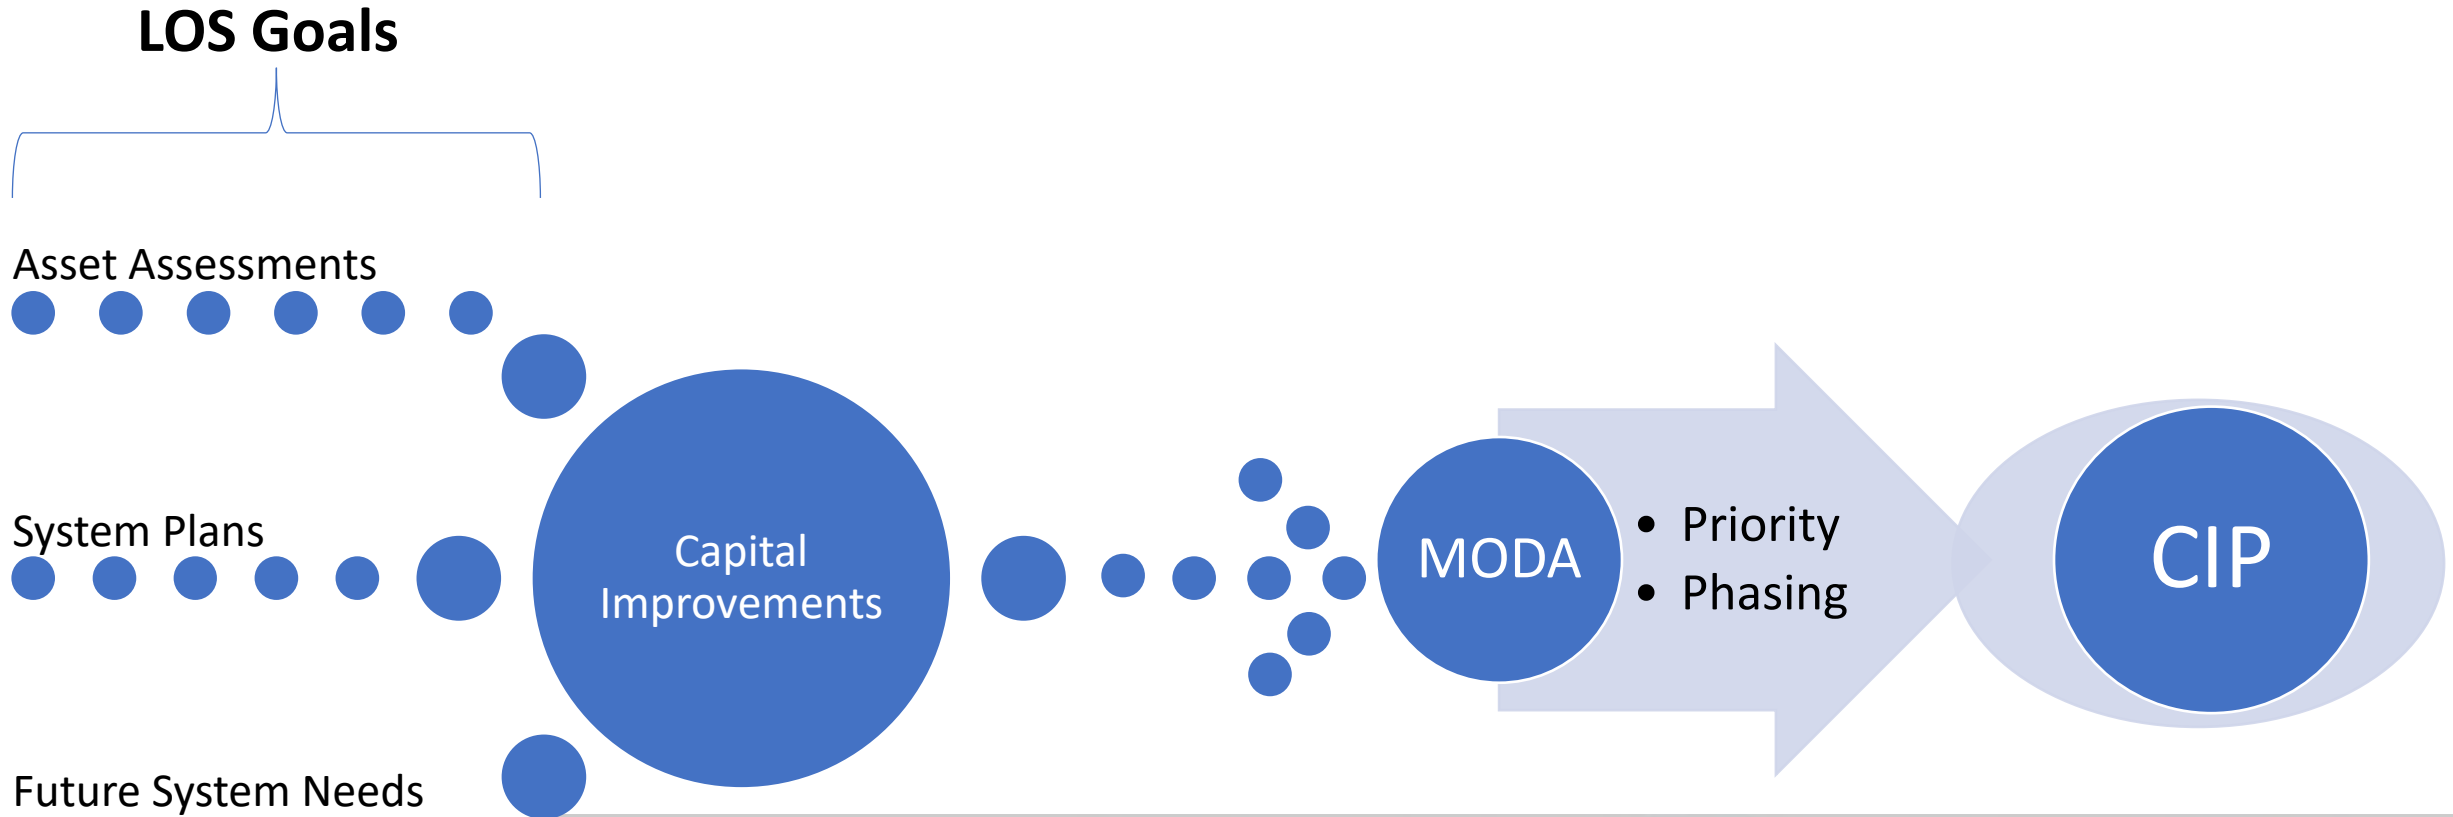 LOS Goals
Asset Assessments
System Plans
Future System Needs
Capital
Improvements
MODA
• Priority
• Phasing
CIP